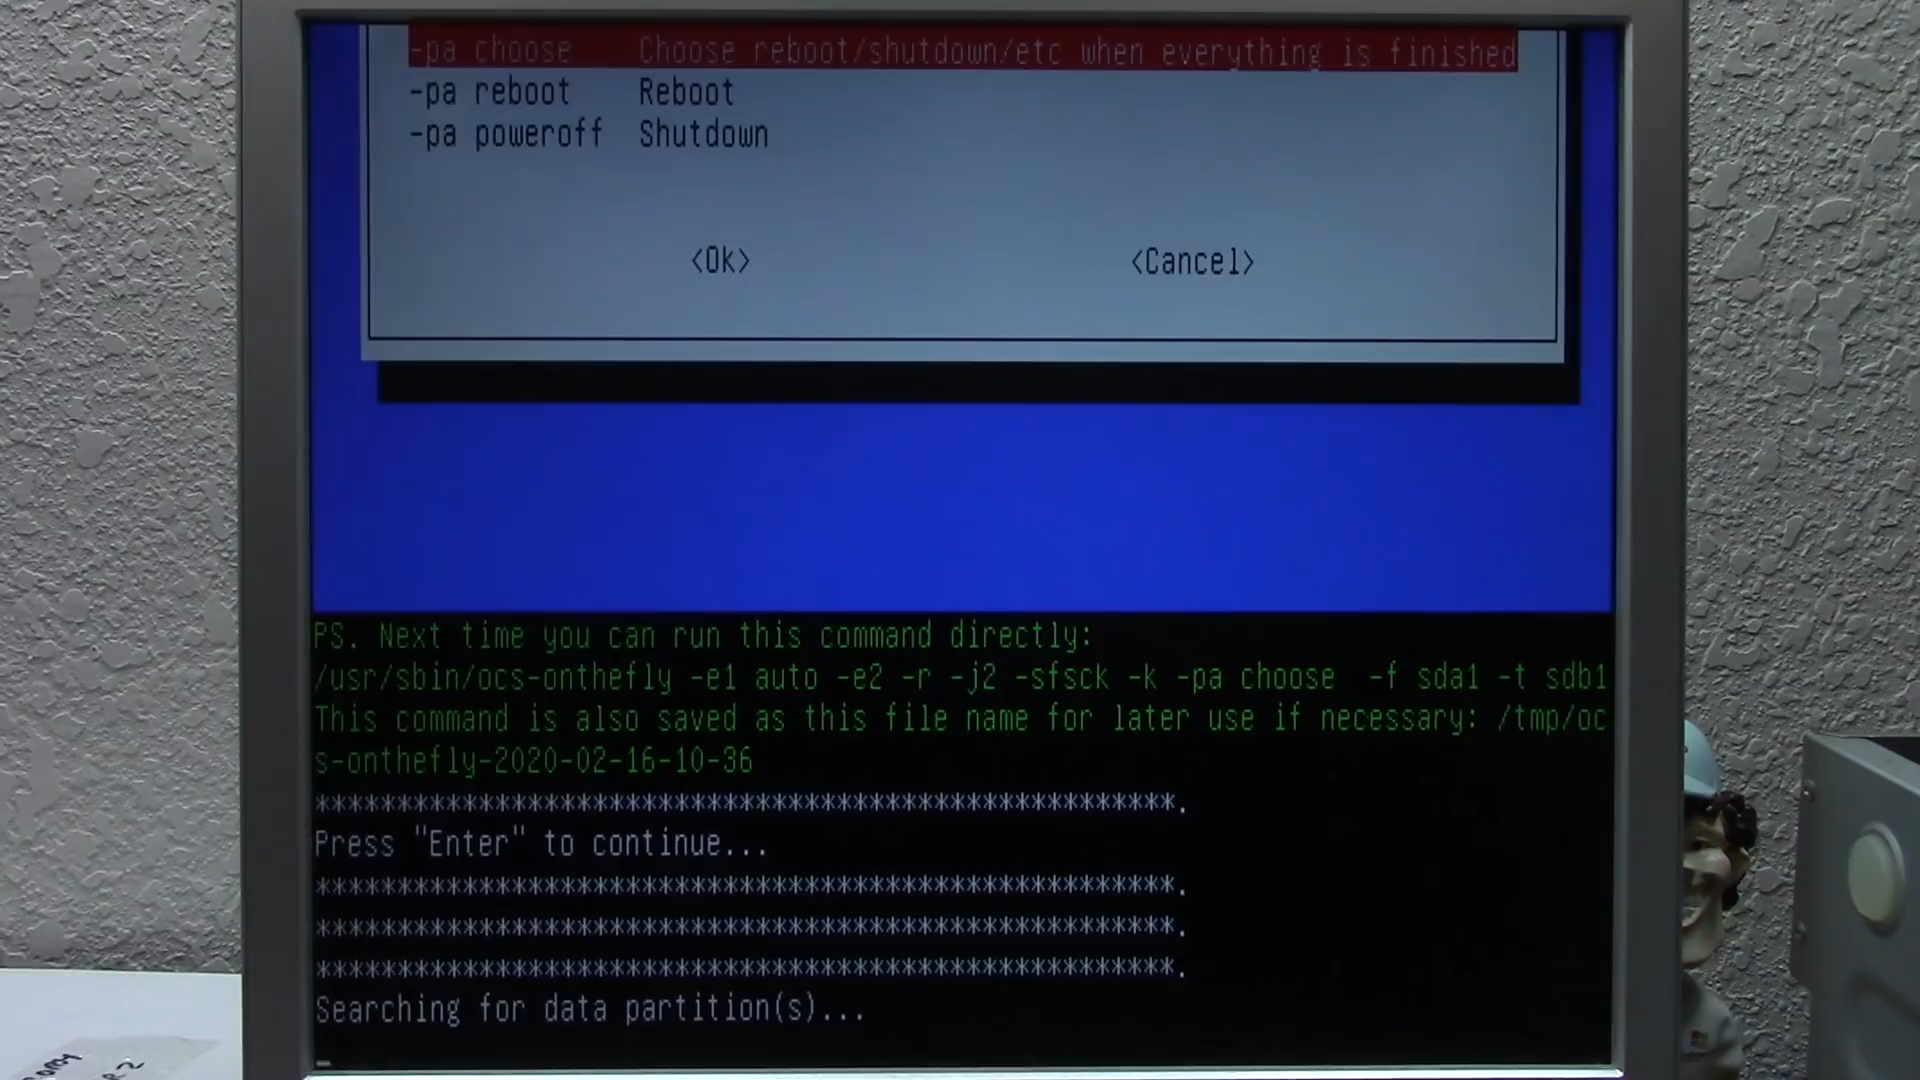 -pa choose Choose reboot/shutdown/etc when everything is finished
-pa reboot Reboot
-pa poweroff Shutdown
<Ok> <Cancel>
PS. Next time you can run this command directly:
/usr/sbin/ocs-onthefly -e1 auto -e2 -r -j2 -sfsck -k -pa choose -f sda1 -t sdb1
This command is also saved as this file name for later use if necessary: /tmp/oc
s-onthefly-2020-02-16-10-36
*****************************************************.
Press "Enter" to continue...
*****************************************************.
*****************************************************.
*****************************************************.
Searching for data partition(s)...